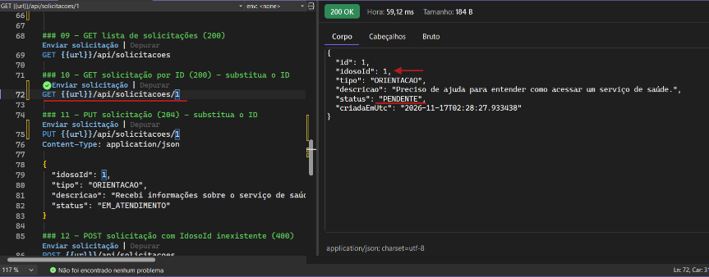 GET {{url}}/api/solicitacoes/1
env: <none>
66
67
68 ### 09 - GET lista de solicitações (200)
Enviar solicitação | Depurar
69 GET {{url}}/api/solicitacoes
70
71 ### 10 - GET solicitação por ID (200) - substitua o ID
Enviar solicitação | Depurar
72 GET {{url}}/api/solicitacoes/1
73
74 ### 11 - PUT solicitação (204) - substitua o ID
Enviar solicitação | Depurar
75 PUT {{url}}/api/solicitacoes/1
76 Content-Type: application/json
77
78 {
79 "idosoId": 1,
80 "tipo": "ORIENTACAO",
81 "descricao": "Recebi informações sobre o serviço de saúd
82 "status": "EM_ATENDIMENTO"
83 }
84
85 ### 12 - POST solicitação com IdosoId inexistente (400)
Enviar solicitação | Depurar
86 POST {{url}}/api/solicitacoes
117 %
Não foi encontrado nenhum problema
200 OK Hora: 59,12 ms Tamanho: 184 B
Corpo Cabeçalhos Bruto
{
"id": 1,
"idosoId": 1,
"tipo": "ORIENTACAO",
"descricao": "Preciso de ajuda para entender como acessar um serviço de saúde.",
"status": "PENDENTE",
"criadaEmUtc": "2026-11-17T02:28:27.933438"
}
application/json; charset=utf-8
Ln: 72, Car: 31